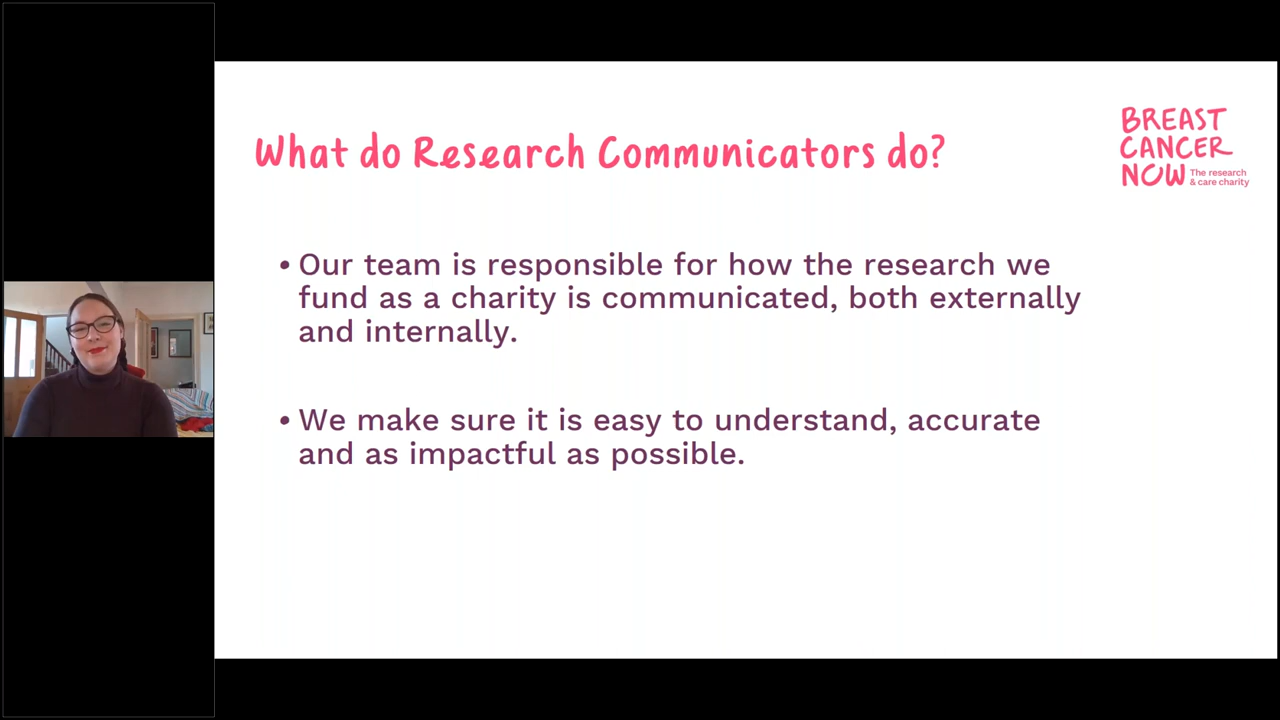 What do Research Communicators do?
BREAST
CANCER
NOW The research
& care charity
• Our team is responsible for how the research we
fund as a charity is communicated, both externally
and internally.
• We make sure it is easy to understand, accurate
and as impactful as possible.